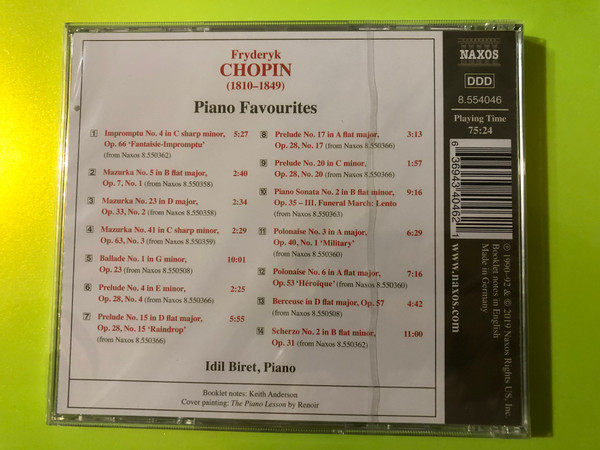 Fryderyk
CHOPIN
(1810–1849)
Piano Favourites
1 Impromptu No. 4 in C sharp minor, 5:27
Op. 66 ‘Fantaisie-Impromptu’
(from Naxos 8.550362)
2 Mazurka No. 5 in B flat major, 2:40
Op. 7, No. 1 (from Naxos 8.550358)
3 Mazurka No. 23 in D major, 2:34
Op. 33, No. 2 (from Naxos 8.550358)
4 Mazurka No. 41 in C sharp minor, 2:29
Op. 63, No. 3 (from Naxos 8.550359)
5 Ballade No. 1 in G minor, 10:01
Op. 23 (from Naxos 8.550508)
6 Prelude No. 4 in E minor, 2:25
Op. 28, No. 4 (from Naxos 8.550366)
7 Prelude No. 15 in D flat major, 5:55
Op. 28, No. 15 ‘Raindrop’
(from Naxos 8.550366)
8 Prelude No. 17 in A flat major, 3:13
Op. 28, No. 17 (from Naxos 8.550366)
9 Prelude No. 20 in C minor, 1:57
Op. 28, No. 20 (from Naxos 8.550366)
10 Piano Sonata No. 2 in B flat minor, 9:16
Op. 35 – III. Funeral March: Lento
(from Naxos 8.550363)
11 Polonaise No. 3 in A major, 6:29
Op. 40, No. 1 ‘Military’
(from Naxos 8.550360)
12 Polonaise No. 6 in A flat major, 7:16
Op. 53 ‘Héroïque’ (from Naxos 8.550360)
13 Berceuse in D flat major, Op. 57 4:42
(from Naxos 8.550508)
14 Scherzo No. 2 in B flat minor, 11:00
Op. 31 (from Naxos 8.550362)
Idil Biret, Piano
Booklet notes: Keith Anderson
Cover painting: The Piano Lesson by Renoir
NAXOS
DDD
8.554046
Playing Time
75:24
6 36943 40462 1
www.naxos.com
℗ 1990–92 & © 2019 Naxos Rights US, Inc
Booklet notes in English
Made in Germany